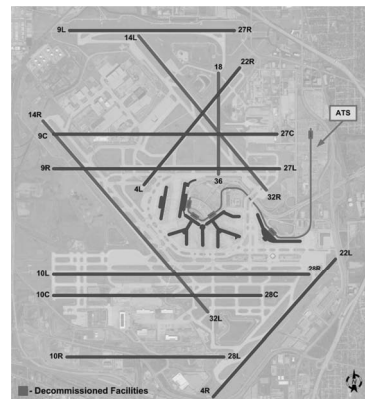 9L
27R
14L
22R
18
14R
9C
27C
ATS
9R
27L
4L
36
32R
22L
10L
28R
10C
28C
32L
10R
28L
4R
- Decommissioned Facilities
N